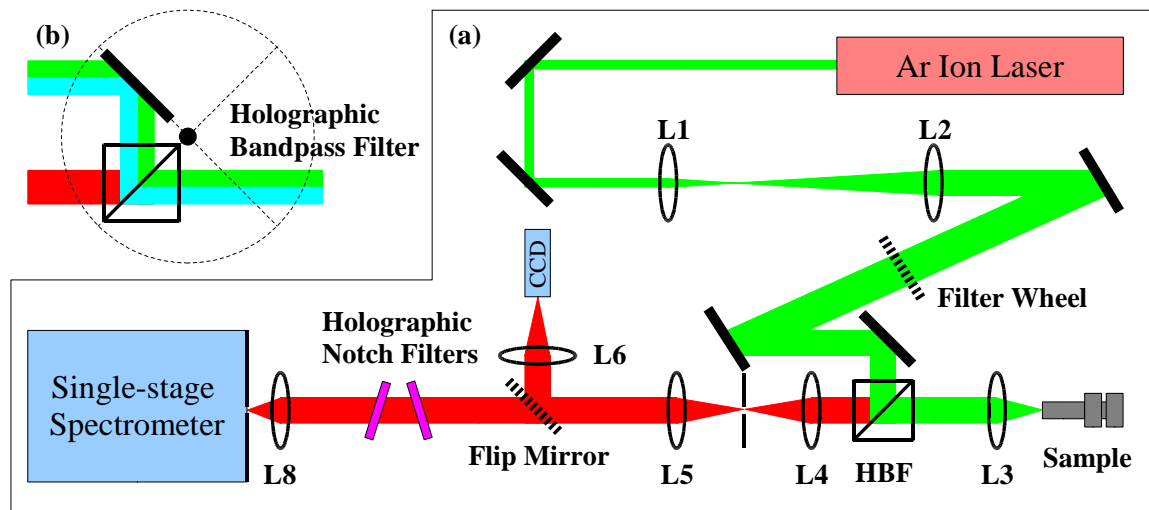 (b)
(a)
Ar Ion Laser
Holographic
Bandpass Filter
L1
L2
CCD
Filter Wheel
Holographic
Notch Filters
L6
Single-stage
Spectrometer
L8
Flip Mirror
L5
L4
HBF
L3
Sample